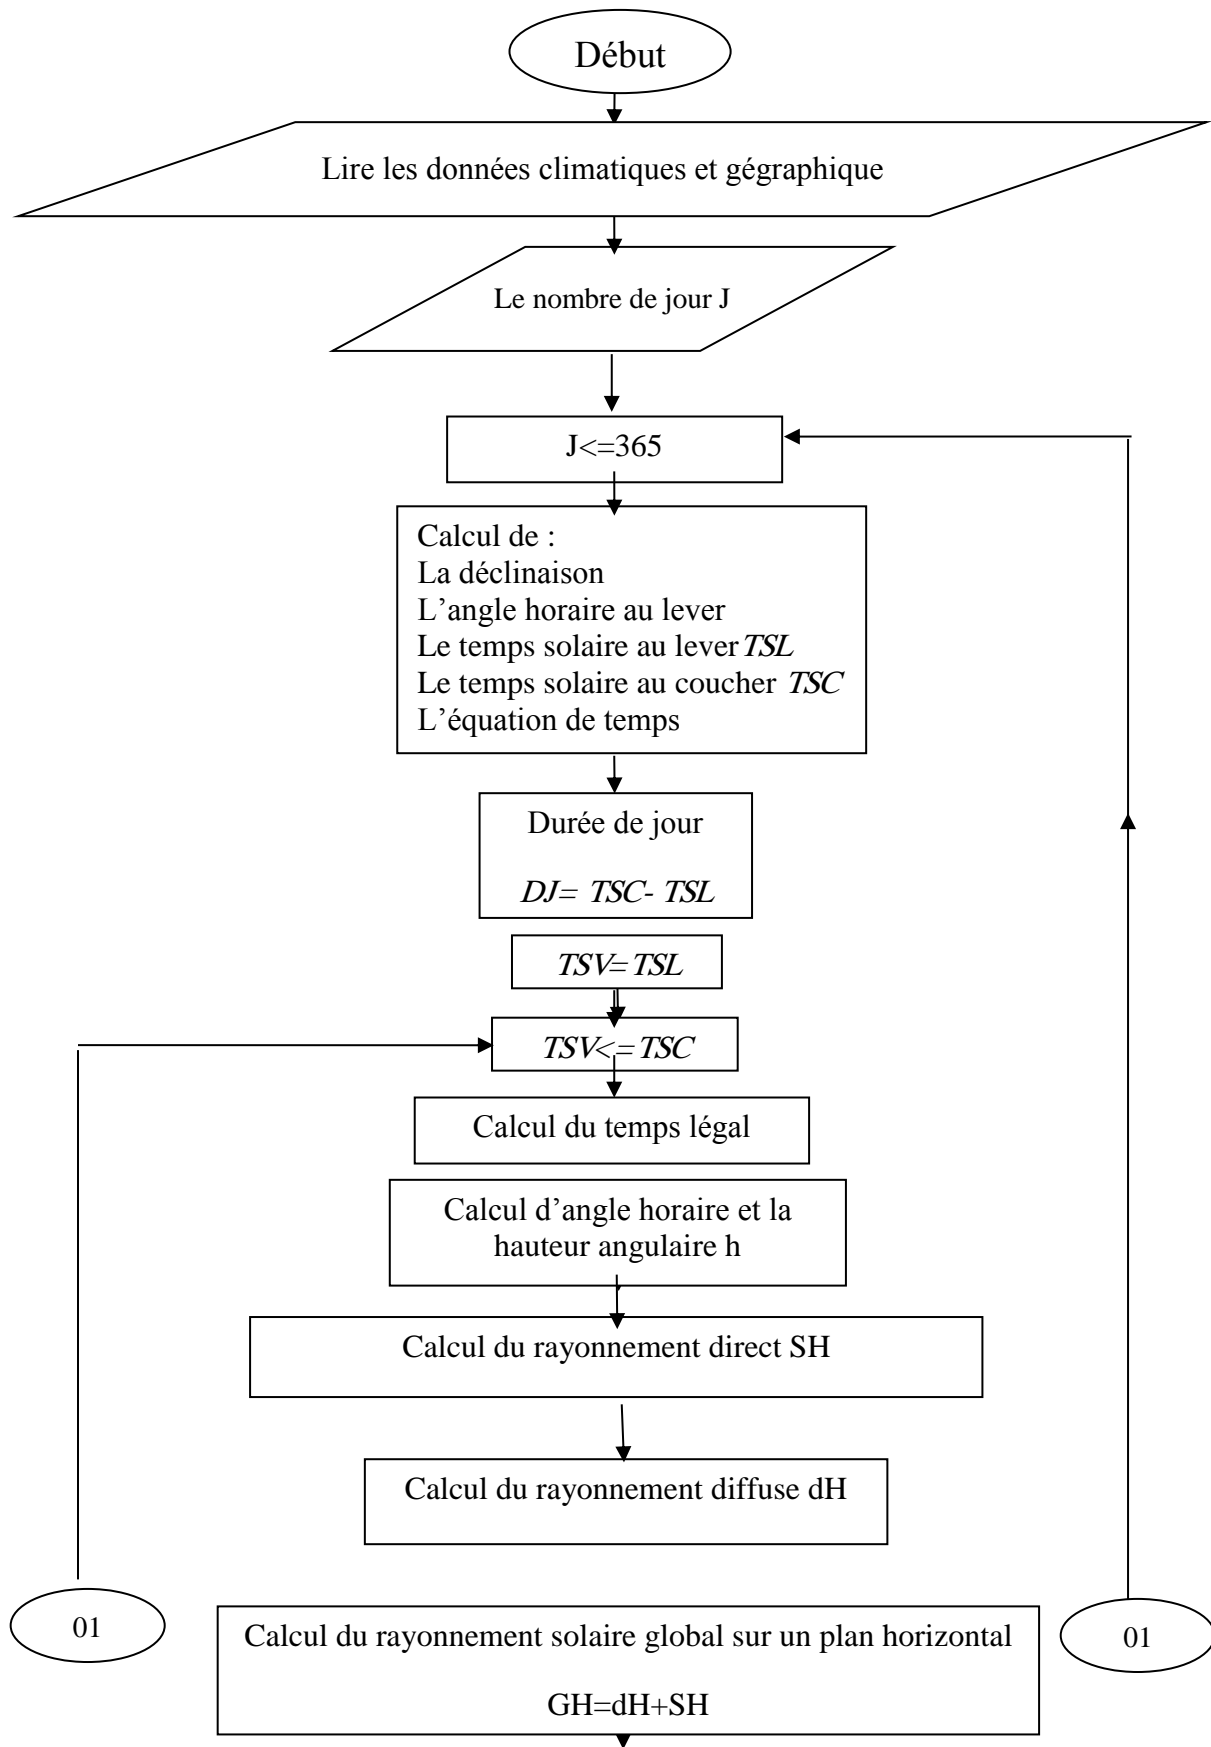 Début
Lire les données climatiques et gégraphique
Le nombre de jour J
J<=365
Calcul de :
La déclinaison
L’angle horaire au lever
Le temps solaire au lever TSL
Le temps solaire au coucher TSC
L’équation de temps
Durée de jour
DJ= TSC- TSL
TSV=TSL
TSV<=TSC
Calcul du temps légal
Calcul d’angle horaire et la
hauteur angulaire h
Calcul du rayonnement direct SH
Calcul du rayonnement diffuse dH
01
Calcul du rayonnement solaire global sur un plan horizontal
GH=dH+SH
01